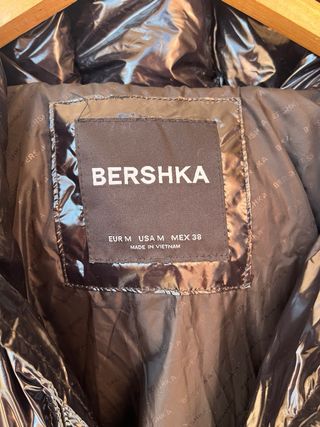 BERSHKA
EUR M USA M MEX 38
MADE IN VIETNAM